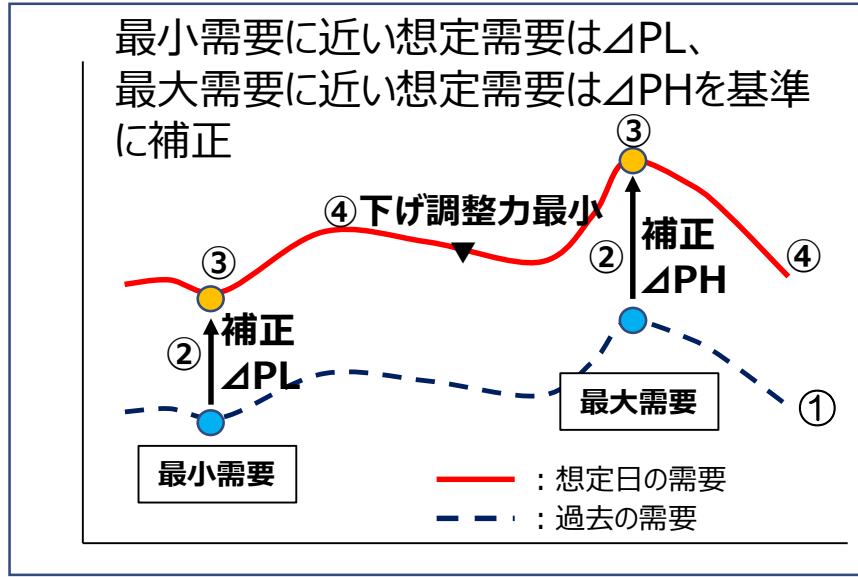 最小需要に近い想定需要は⊿PL、
最大需要に近い想定需要は⊿PHを基準
に補正
③
④下げ調整力最小
補正
②
⊿PH
④
③
補正
②
⊿PL
最大需要
①
最小需要
：想定日の需要
：過去の需要